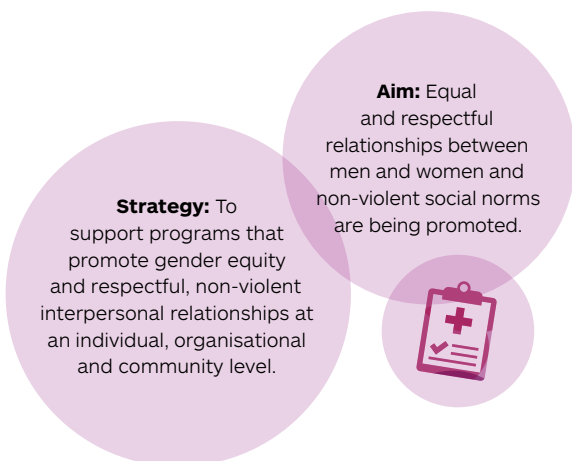 Aim: Equal
and respectful
relationships between
men and women and
non-violent social norms
are being promoted.
Strategy: To
support programs that
promote gender equity
and respectful, non-violent
interpersonal relationships at
an individual, organisational
and community level.